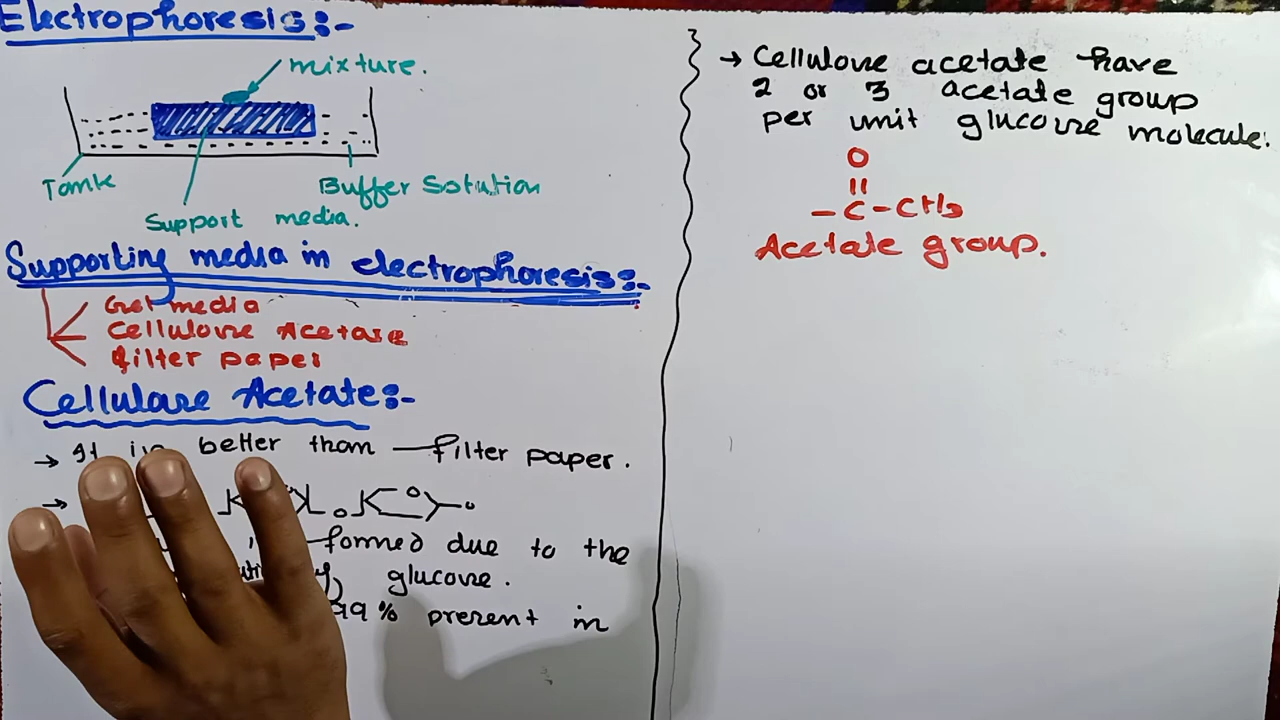 Electrophoresis:-
mixture.
Tank
Buffer Solution
Support media.
Supporting media in electrophoresis:-
Gel media
Cellulose Acetate
filter paper
Cellulose Acetate:-
→ It is better than filter paper.
→
formed due to the
glucose.
99% present in
→ Cellulose acetate have
2 or 3 acetate group
per unit glucose molecule.
O
||
-C-CH3
Acetate group.